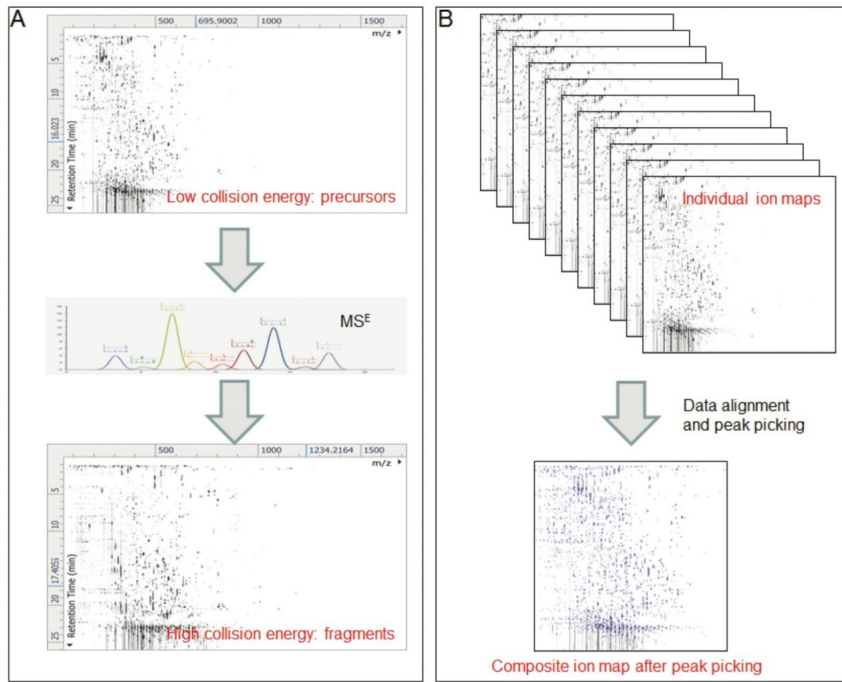 A
500 695.9002 1000 1500
m/z
5
10
16.023
20
25
Retention Time (min)
Low collision energy: precursors
MSᴱ
500 1000 1234.2164 1500
m/z
5
10
17.4055
20
25
Retention Time (min)
High collision energy: fragments
B
Individual ion maps
Data alignment
and peak picking
Composite ion map after peak picking